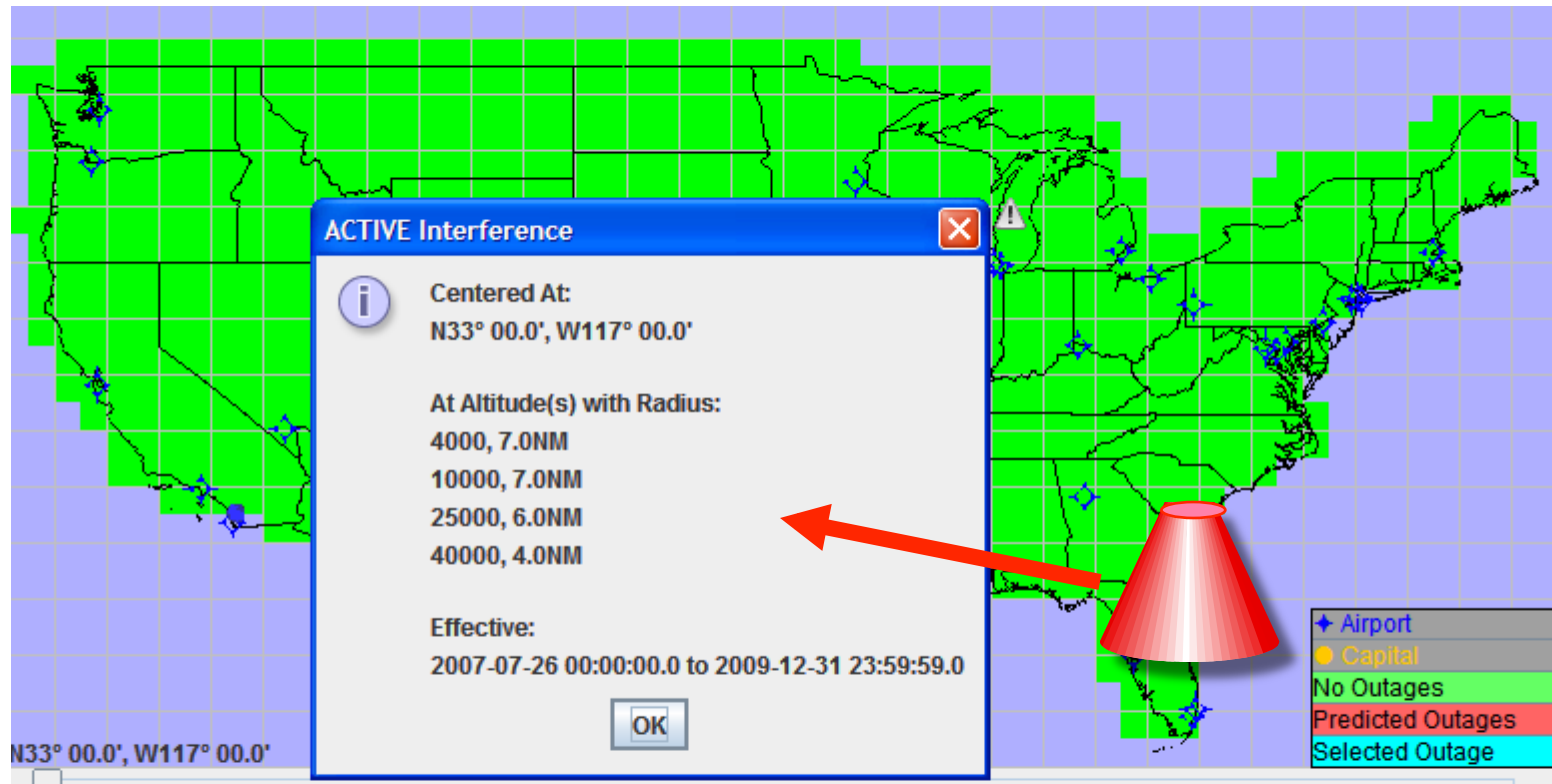 ACTIVE Interference
Centered At:
N33° 00.0', W117° 00.0'
At Altitude(s) with Radius:
4000, 7.0NM
10000, 7.0NM
25000, 6.0NM
40000, 4.0NM
Effective:
2007-07-26 00:00:00.0 to 2009-12-31 23:59:59.0
OK
Airport
Capital
No Outages
Predicted Outages
Selected Outage
N33° 00.0', W117° 00.0'